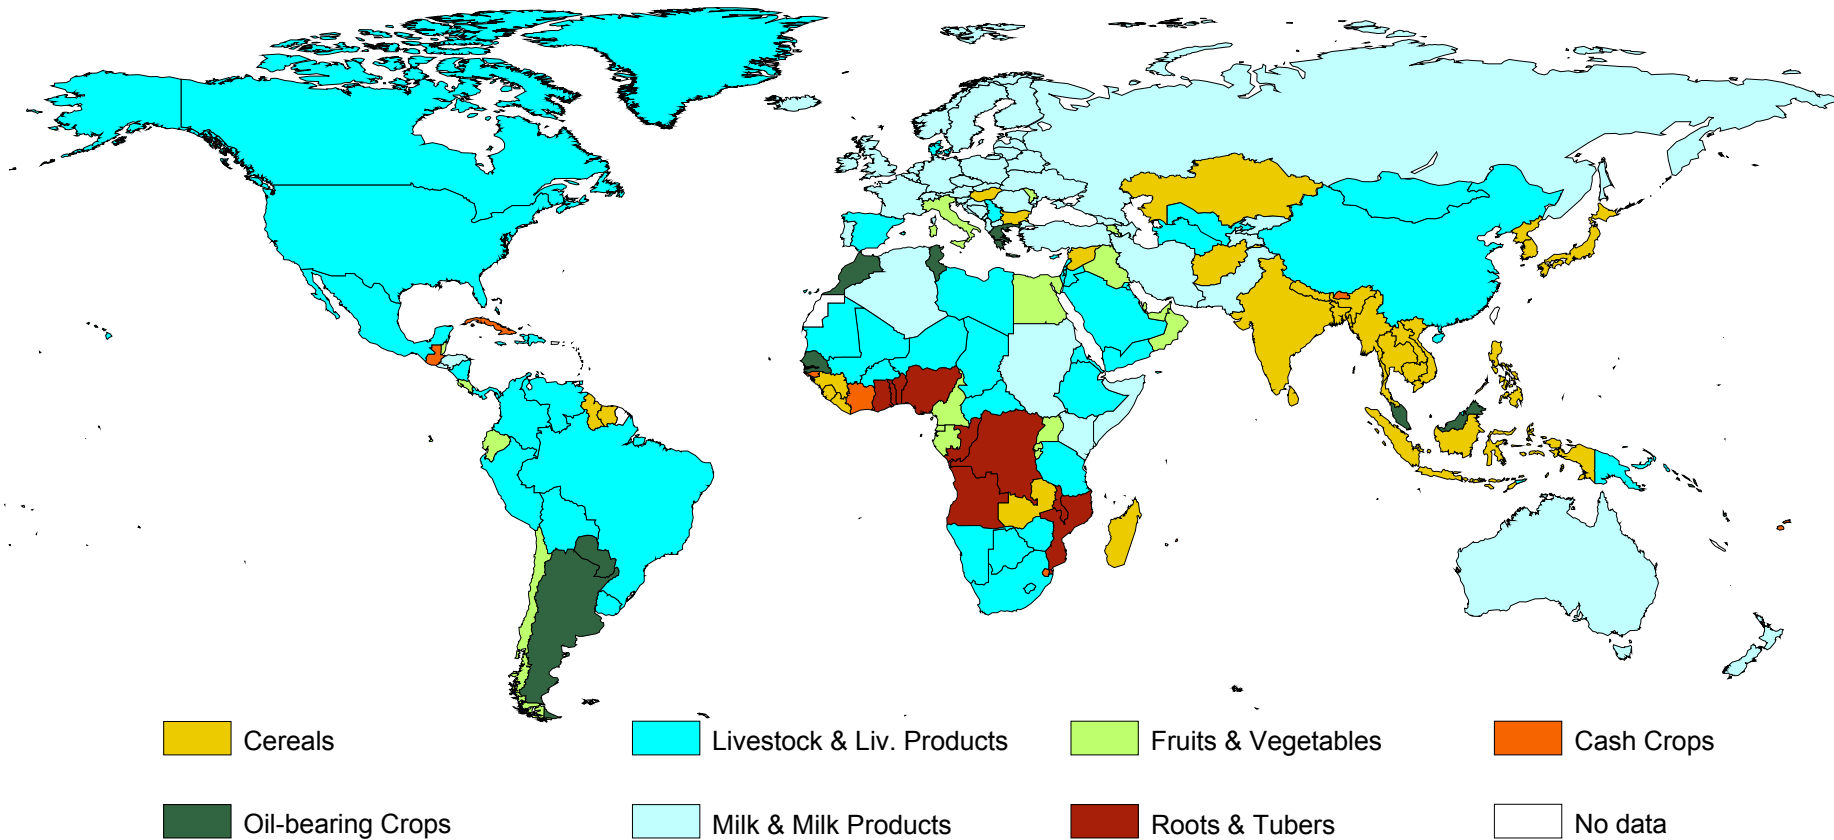 Cereals
Livestock & Liv. Products
Fruits & Vegetables
Cash Crops
Oil-bearing Crops
Milk & Milk Products
Roots & Tubers
No data